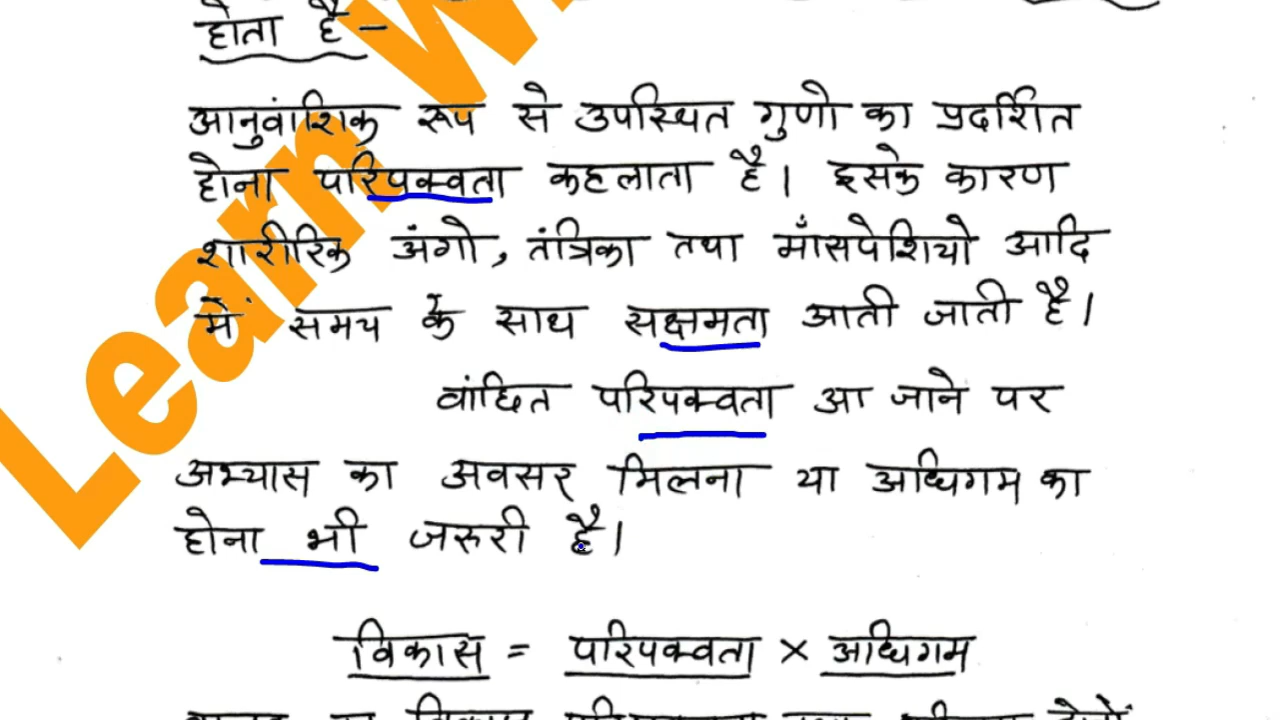 होता है -
आनुवांशिक रूप से उपस्थित गुणो का प्रदर्शित
होना परिपक्वता कहलाता है। इसके कारण
शारीरिक अंगो, तंत्रिका तथा माँसपेशियो आदि
में समय के साथ सक्षमता आती जाती है।
वांछित परिपक्वता आ जाने पर
अभ्यास का अवसर मिलना या अधिगम का
होना भी जरुरी है।
विकास = परिपक्वता × अधिगम
Learn